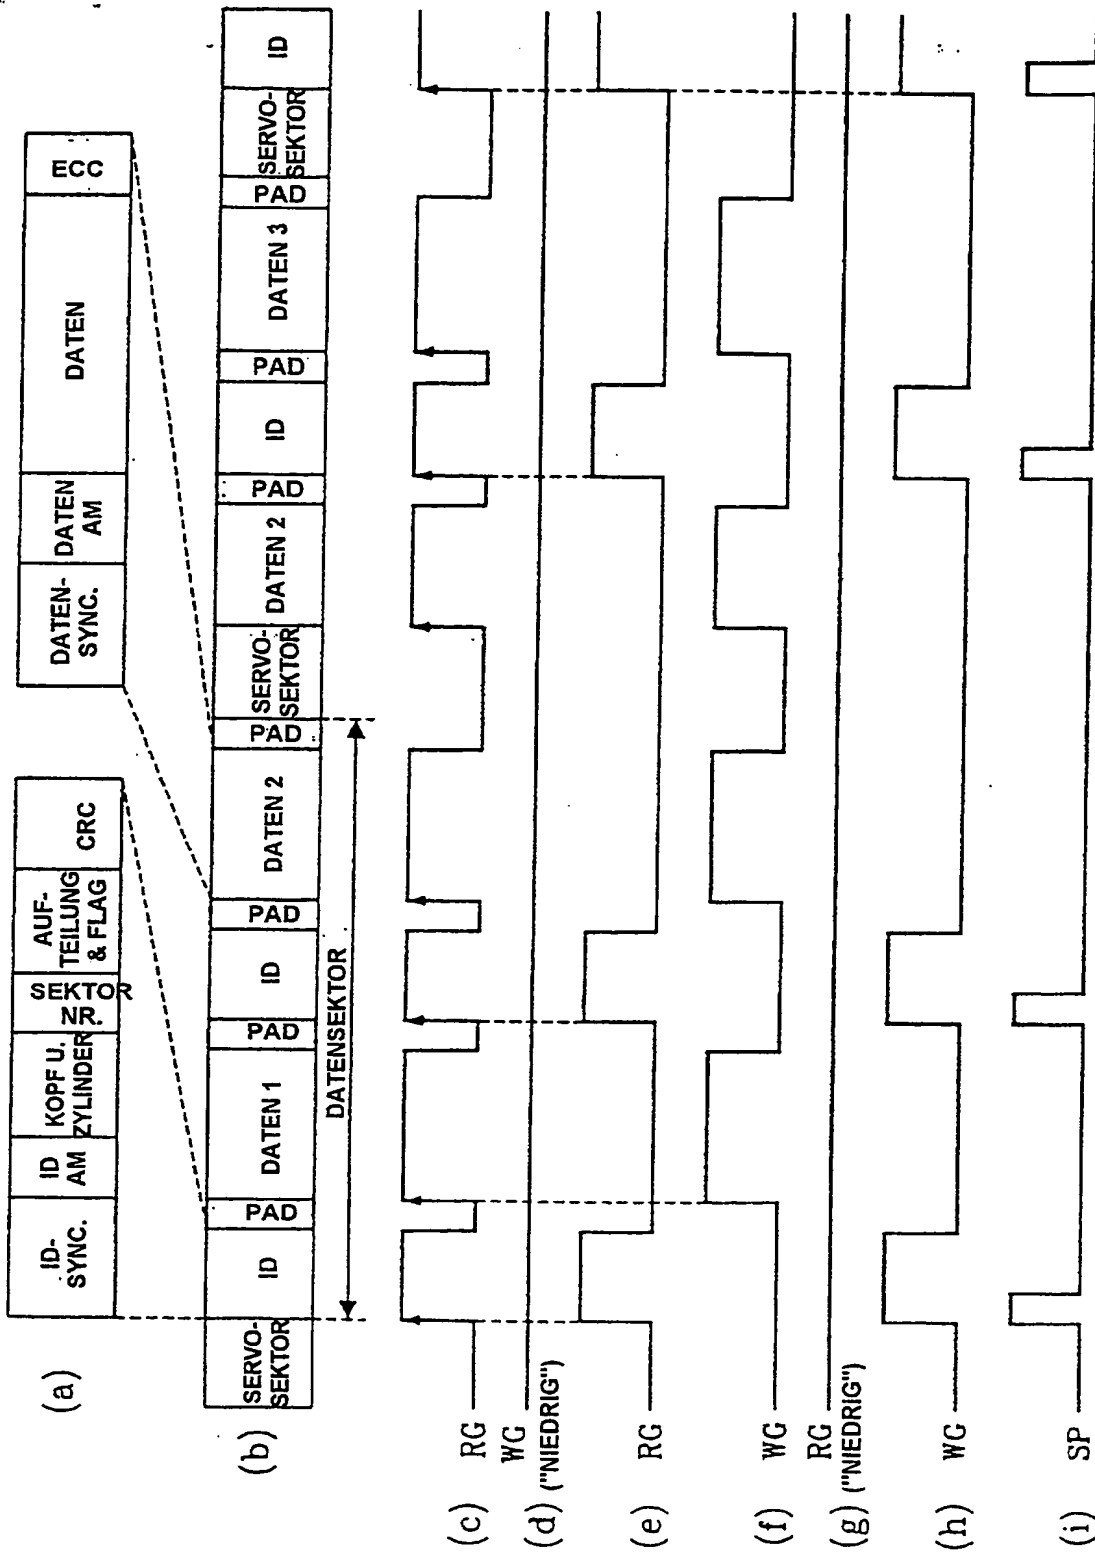 (a)
ID-
SYNC.
ID
AM
KOPF U.
ZYLINDER
SEKTOR
NR.
AUF-
TEILUNG
& FLAG
CRC
DATEN-
SYNC.
DATEN
AM
DATEN
ECC
(b)
SERVO-
SEKTOR
ID
PAD
DATEN 1
PAD
ID
PAD
DATEN 2
PAD
SERVO-
SEKTOR
DATEN 2
PAD
ID
PAD
DATEN 3
PAD
SERVO-
SEKTOR
ID
DATENSEKTOR
(c) RG
WG
(d) ("NIEDRIG")
(e) RG
(f) WG
RG
(g) ("NIEDRIG")
(h) WG
(i) SP